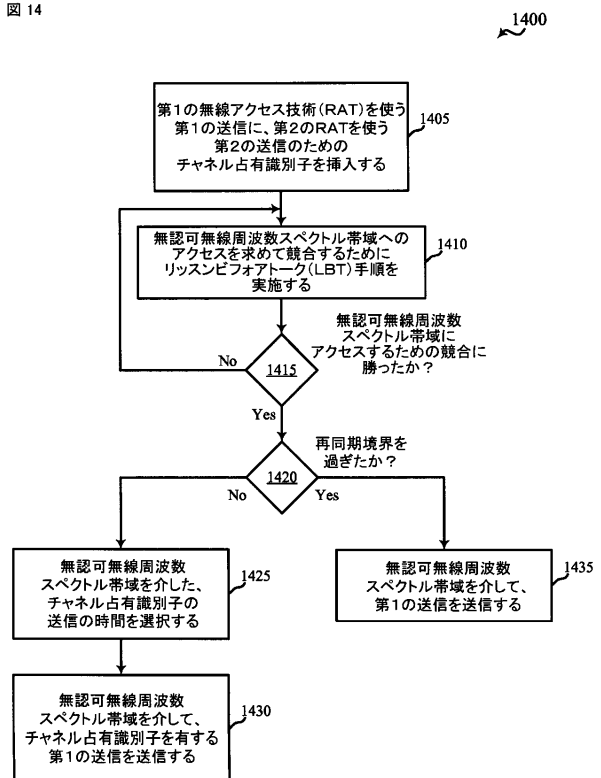 図 14
1400
第1の無線アクセス技術(RAT)を使う
第1の送信に、第2のRATを使う
第2の送信のための
チャネル占有識別子を挿入する
1405
無認可無線周波数スペクトル帯域への
アクセスを求めて競合するために
リッスンビフォアトーク(LBT)手順を
実施する
1410
無認可無線周波数
スペクトル帯域に
アクセスするための競合に
勝ったか?
No
1415
Yes
再同期境界を
過ぎたか?
1420
No
Yes
無認可無線周波数
スペクトル帯域を介した、
チャネル占有識別子の
送信の時間を選択する
1425
無認可無線周波数
スペクトル帯域を介して、
第1の送信を送信する
1435
無認可無線周波数
スペクトル帯域を介して、
チャネル占有識別子を有する
第1の送信を送信する
1430